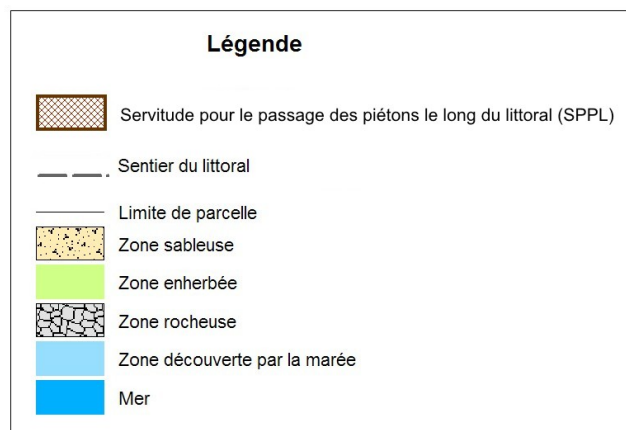 Légende
Servitude pour le passage des piétons le long du littoral (SPPL)
Sentier du littoral
Limite de parcelle
Zone sableuse
Zone enherbée
Zone rocheuse
Zone découverte par la marée
Mer